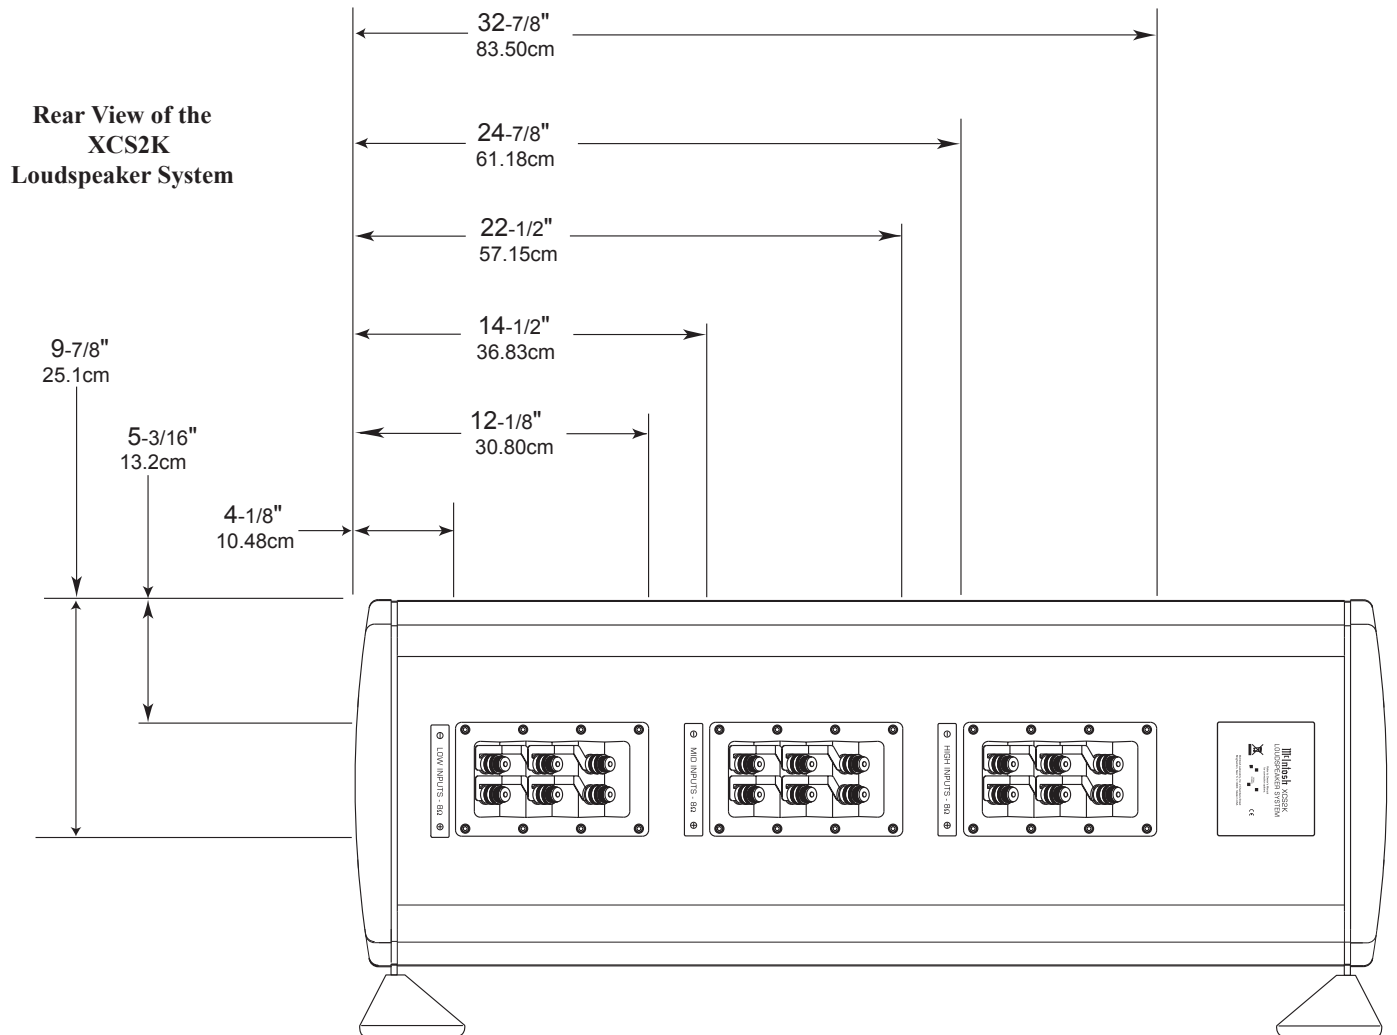 Rear View of the
XCS2K
Loudspeaker System
32-7/8"
83.50cm
24-7/8"
61.18cm
22-1/2"
57.15cm
14-1/2"
36.83cm
12-1/8"
30.80cm
9-7/8"
25.1cm
5-3/16"
13.2cm
4-1/8"
10.48cm
⊖ LOW INPUTS - 8Ω ⊕
⊖ MID INPUTS - 8Ω ⊕
⊖ HIGH INPUTS - 8Ω ⊕
McIntosh XCS2K
LOUDSPEAKER SYSTEM
CE